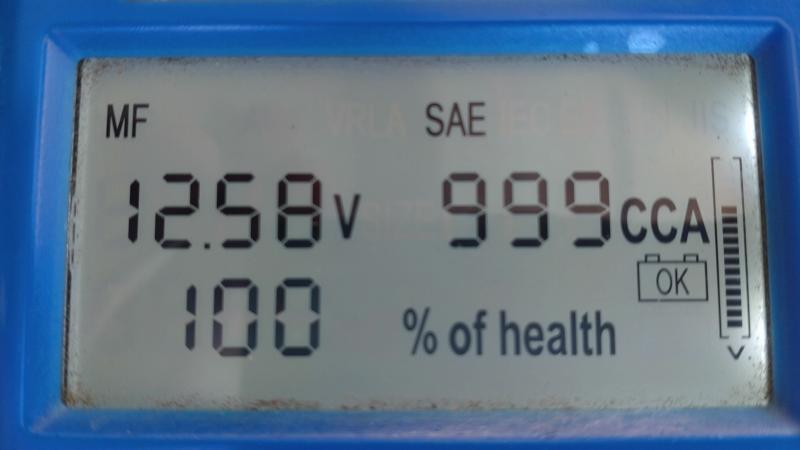 MF SAE
12.58 V 999 CCA
OK
100 % of health